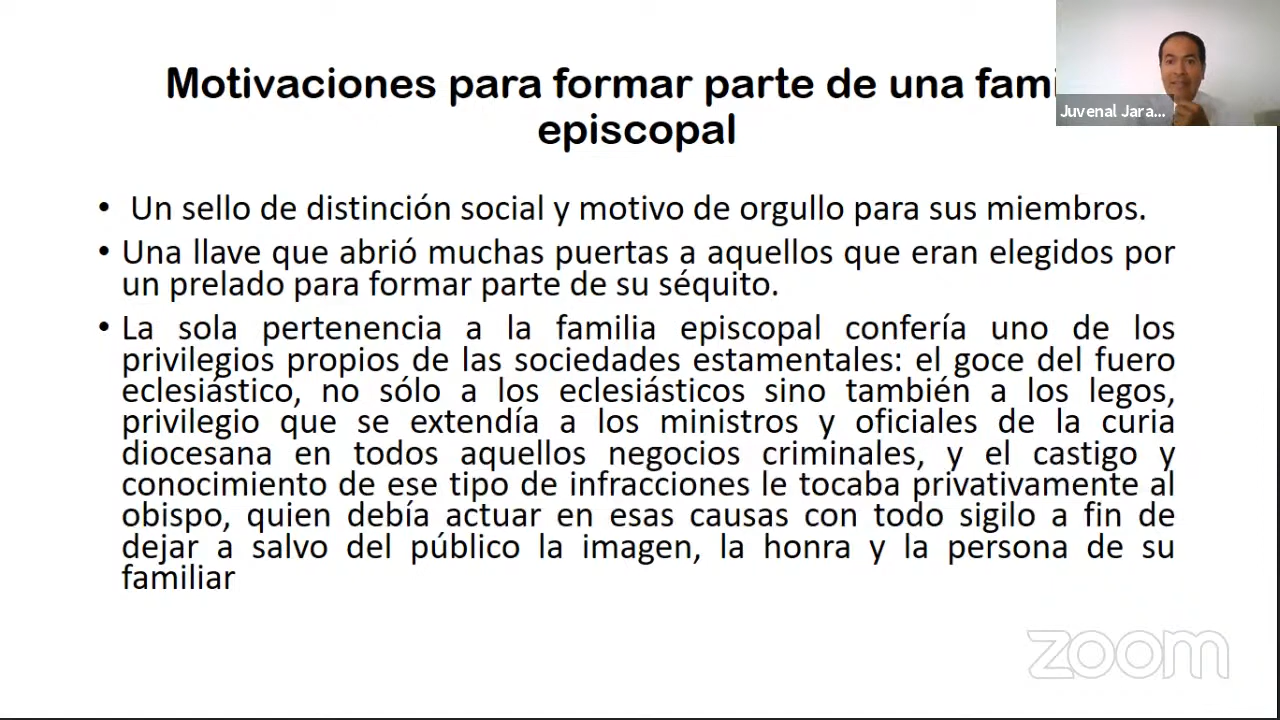 Motivaciones para formar parte de una fami
episcopal
Juvenal Jara...
• Un sello de distinción social y motivo de orgullo para sus miembros.
• Una llave que abrió muchas puertas a aquellos que eran elegidos por
un prelado para formar parte de su séquito.
• La sola pertenencia a la familia episcopal confería uno de los
privilegios propios de las sociedades estamentales: el goce del fuero
eclesiástico, no sólo a los eclesiásticos sino también a los legos,
privilegio que se extendía a los ministros y oficiales de la curia
diocesana en todos aquellos negocios criminales, y el castigo y
conocimiento de ese tipo de infracciones le tocaba privativamente al
obispo, quien debía actuar en esas causas con todo sigilo a fin de
dejar a salvo del público la imagen, la honra y la persona de su
familiar
zoom